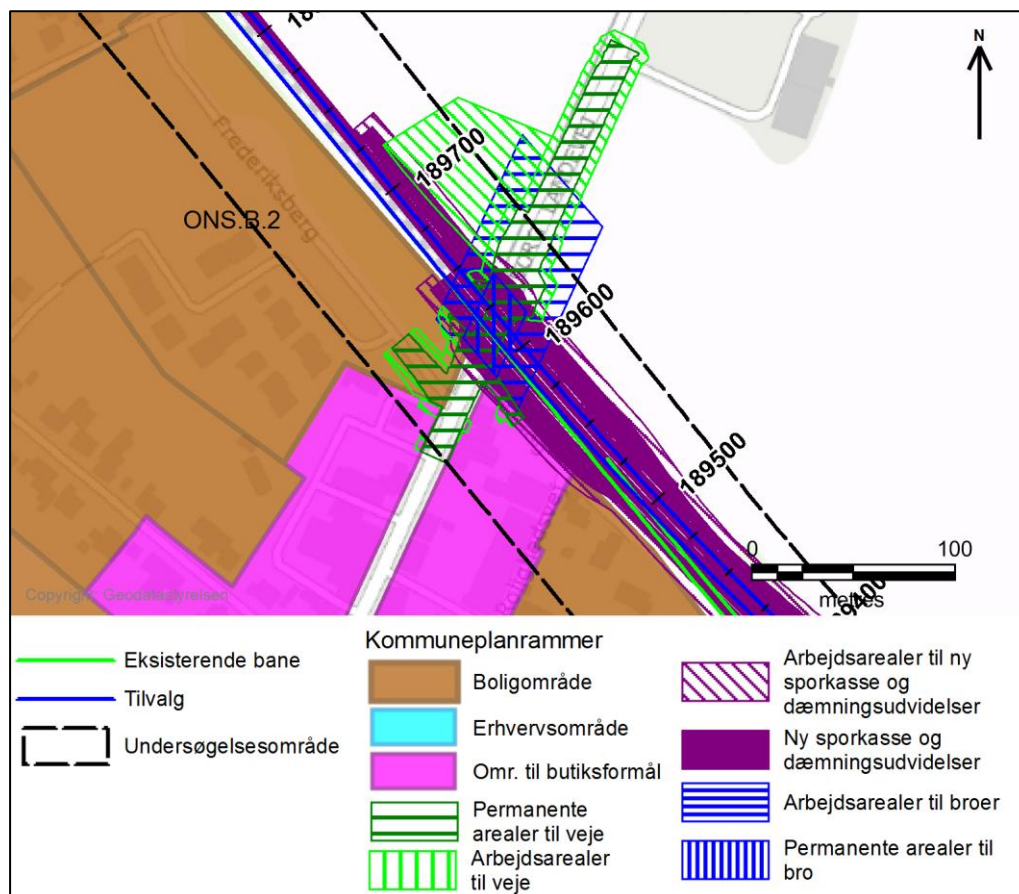 N
189700
Frederiksberg
ONS.B.2
LANDEVEJ
189600
189500
0 100
metres
Copyright Geodatastyrelsen
Kommuneplanrammer
Eksisterende bane
Tilvalg
Undersøgelsesområde
Boligområde
Erhvervsområde
Omr. til butiksformål
Permanente
arealer til veje
Arbejdsarealer
til veje
Arbejdsarealer til ny
sporkasse og
dæmningsudvidelser
Ny sporkasse og
dæmningsudvidelser
Arbejdsarealer til broer
Permanente arealer til
bro